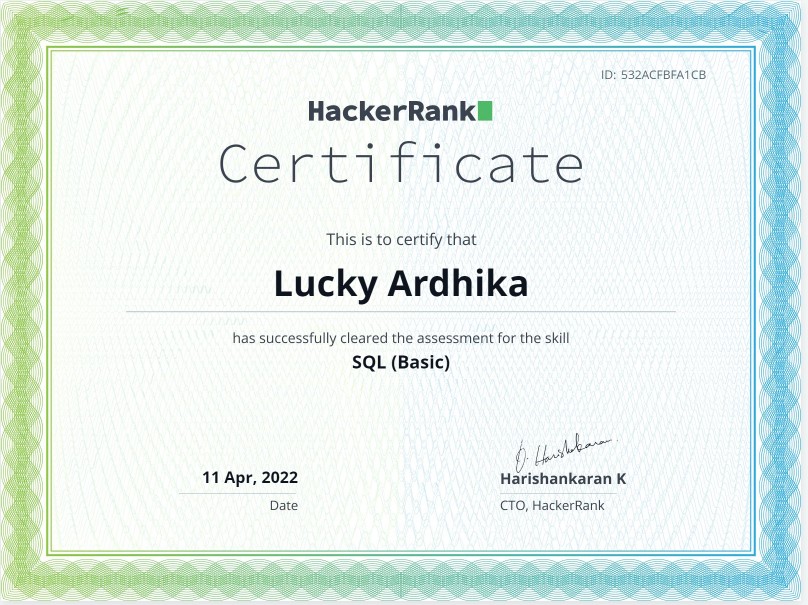 ID: 532ACFBFA1CB
HackerRank
Certificate
This is to certify that
Lucky Ardhika
has successfully cleared the assessment for the skill
SQL (Basic)
11 Apr, 2022
Date
Harishankaran K
CTO, HackerRank